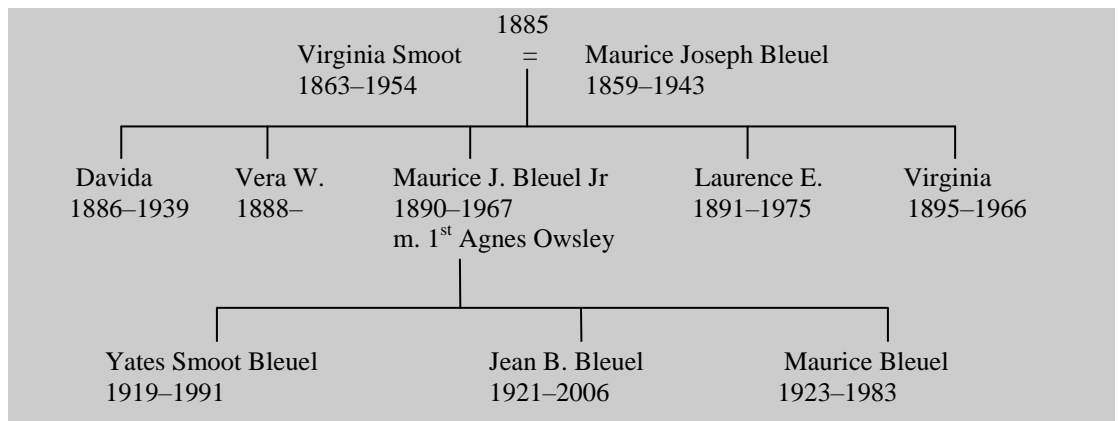 1885
Virginia Smoot = Maurice Joseph Bleuel
1863–1954 1859–1943
Davida Vera W. Maurice J. Bleuel Jr Laurence E. Virginia
1886–1939 1888– 1890–1967 1891–1975 1895–1966
m. 1st Agnes Owsley
Yates Smoot Bleuel Jean B. Bleuel Maurice Bleuel
1919–1991 1921–2006 1923–1983